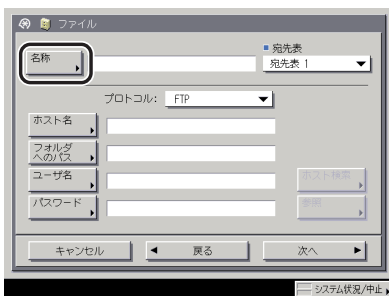 ファイル
宛先表
名称
宛先表 1
プロトコル: FTP
ホスト名
フォルダ
へのパス
ユーザ名
ホスト検索
パスワード
参照
キャンセル
戻る
次へ
システム状況/中止